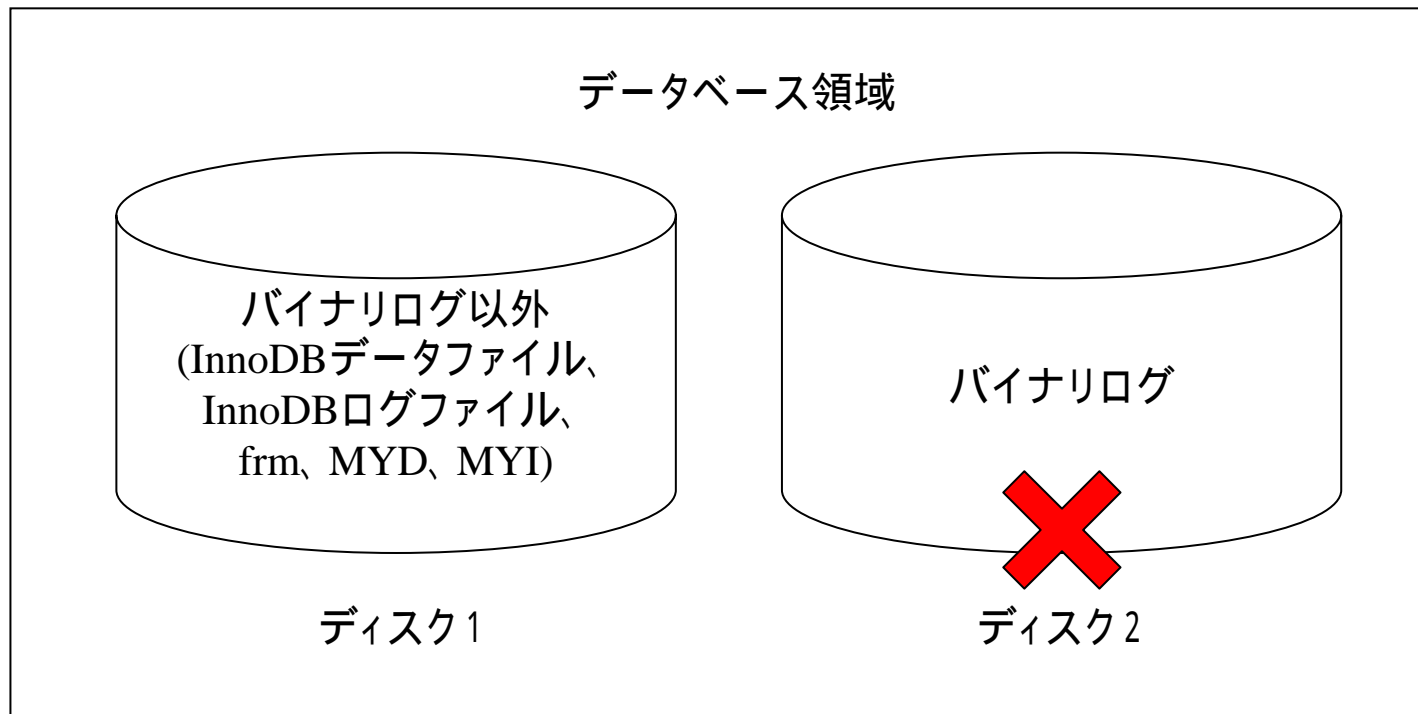 データベース領域
バイナリログ以外
(InnoDBデータファイル、
InnoDBログファイル、
frm、MYD、MYI)
バイナリログ
ディスク1
ディスク2